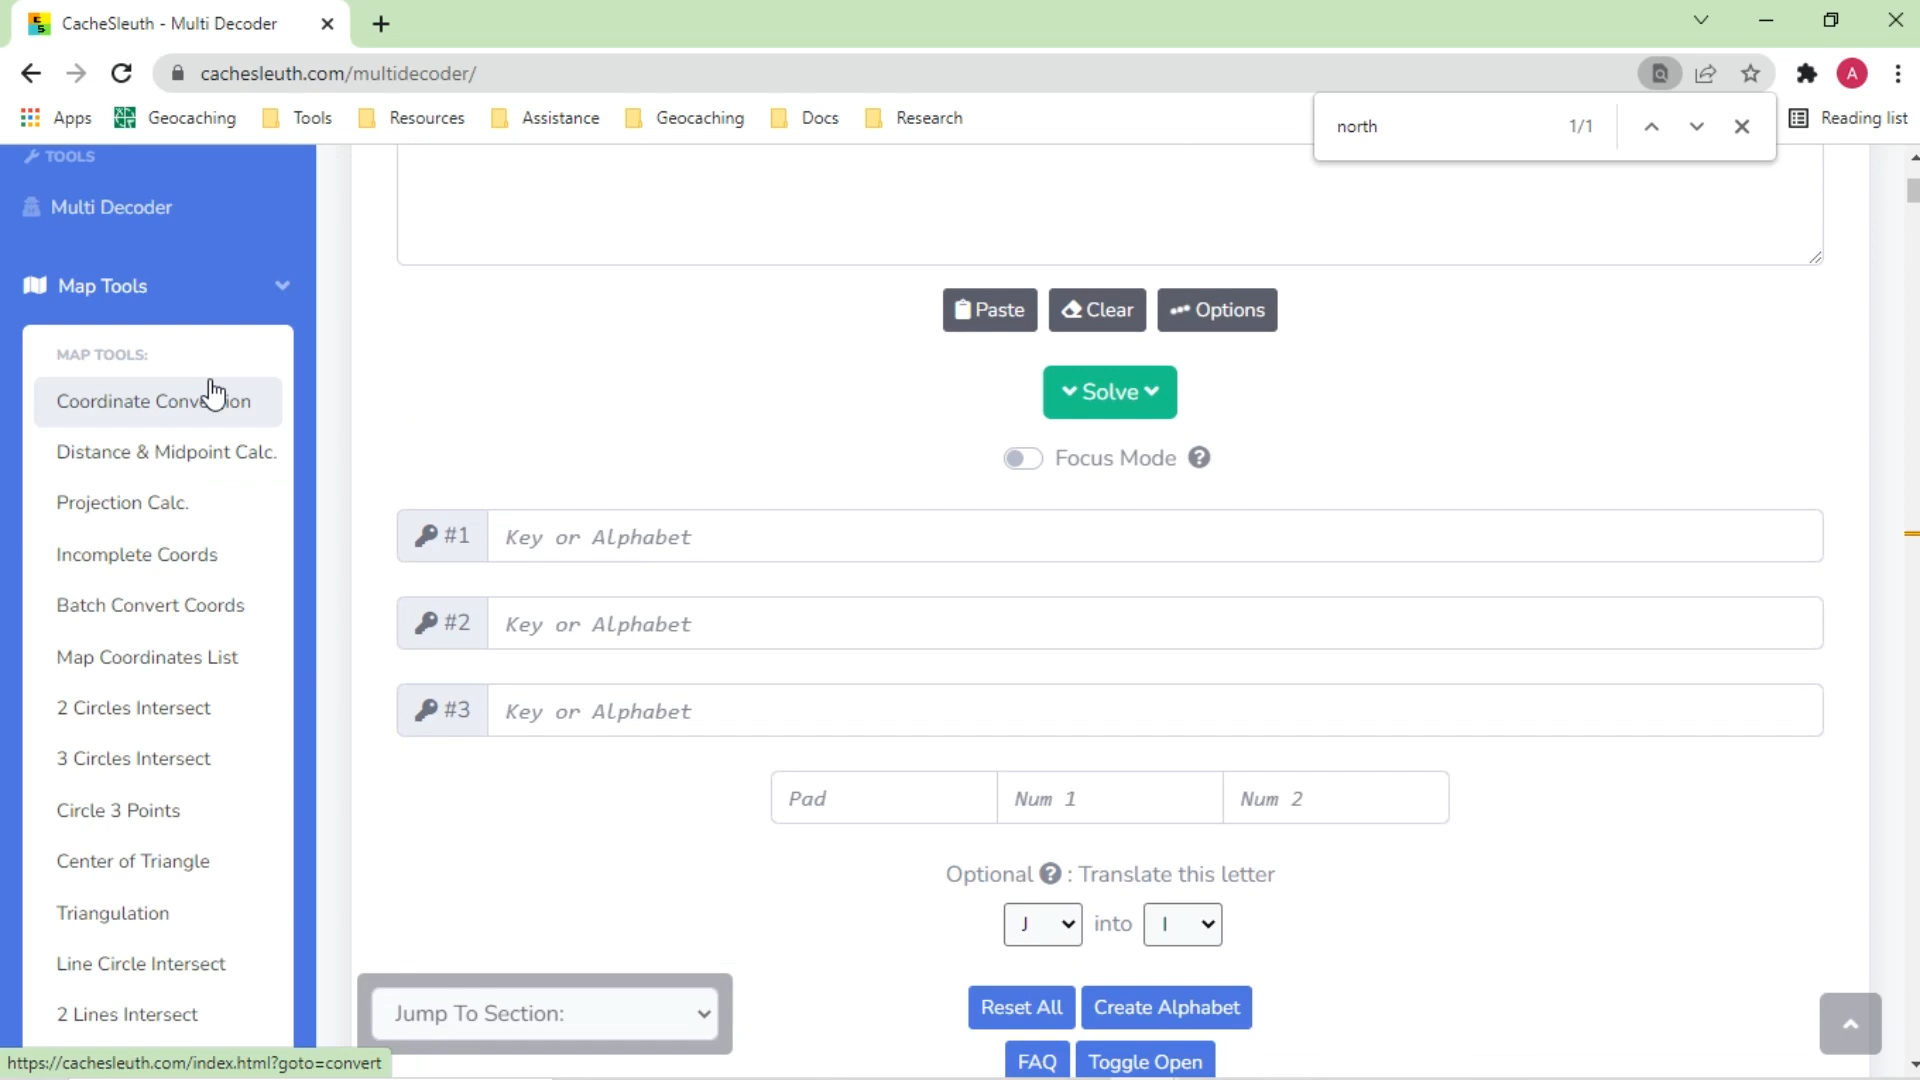 CacheSleuth - Multi Decoder
cachesleuth.com/multidecoder/
A
Apps
Geocaching
Tools
Resources
Assistance
Geocaching
Docs
Research
north
1/1
Reading list
TOOLS
Multi Decoder
Map Tools
MAP TOOLS:
Distance & Midpoint Calc.
Coordinate Conv ion
Projection Calc.
Incomplete Coords
Batch Convert Coords
Map Coordinates List
2 Circles Intersect
3 Circles Intersect
Circle 3 Points
Center of Triangle
Triangulation
Line Circle Intersect
2 Lines Intersect
https://cachesleuth.com/index.html?goto=convert
Paste
Clear
Options
Solve
Focus Mode ?
#1 Key or Alphabet
#2 Key or Alphabet
#3 Key or Alphabet
Pad
Num 1
Num 2
Optional ? : Translate this letter
J into I
Jump To Section:
Reset All
Create Alphabet
FAQ
Toggle Open